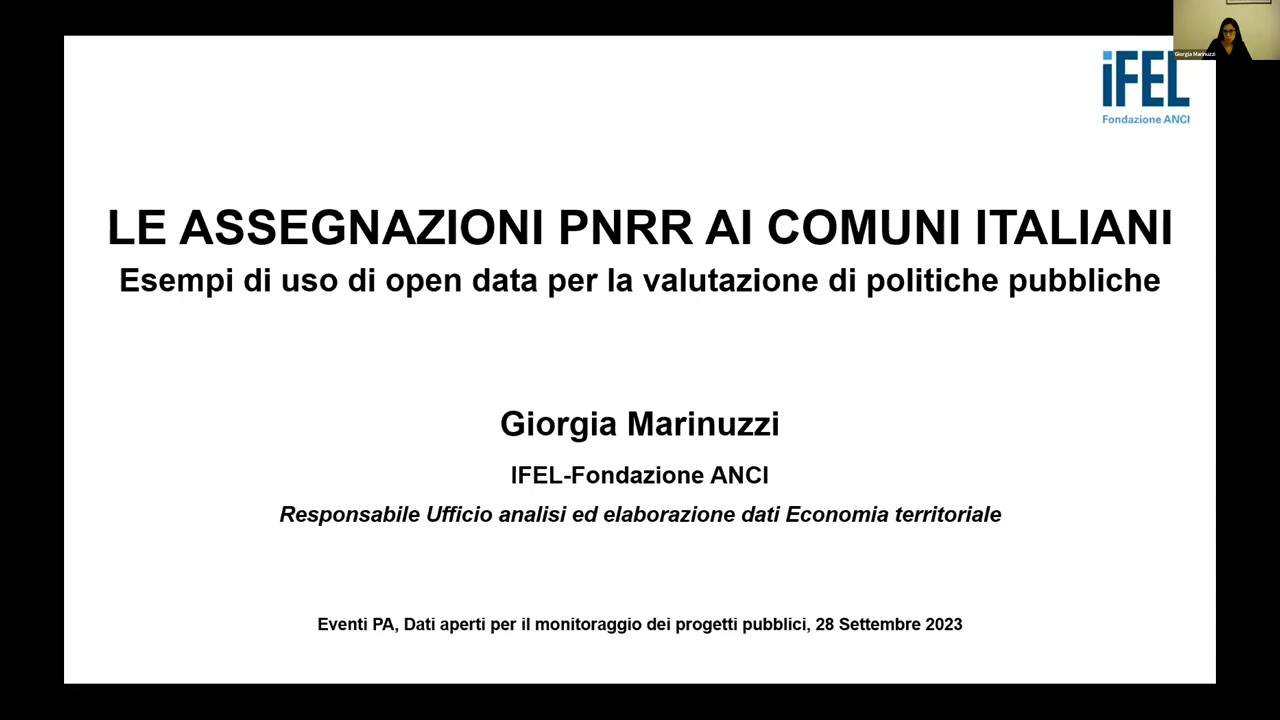 Giorgia Marinuzzi
iFEL
Fondazione ANCI
LE ASSEGNAZIONI PNRR AI COMUNI ITALIANI
Esempi di uso di open data per la valutazione di politiche pubbliche
Giorgia Marinuzzi
IFEL-Fondazione ANCI
Responsabile Ufficio analisi ed elaborazione dati Economia territoriale
Eventi PA, Dati aperti per il monitoraggio dei progetti pubblici, 28 Settembre 2023